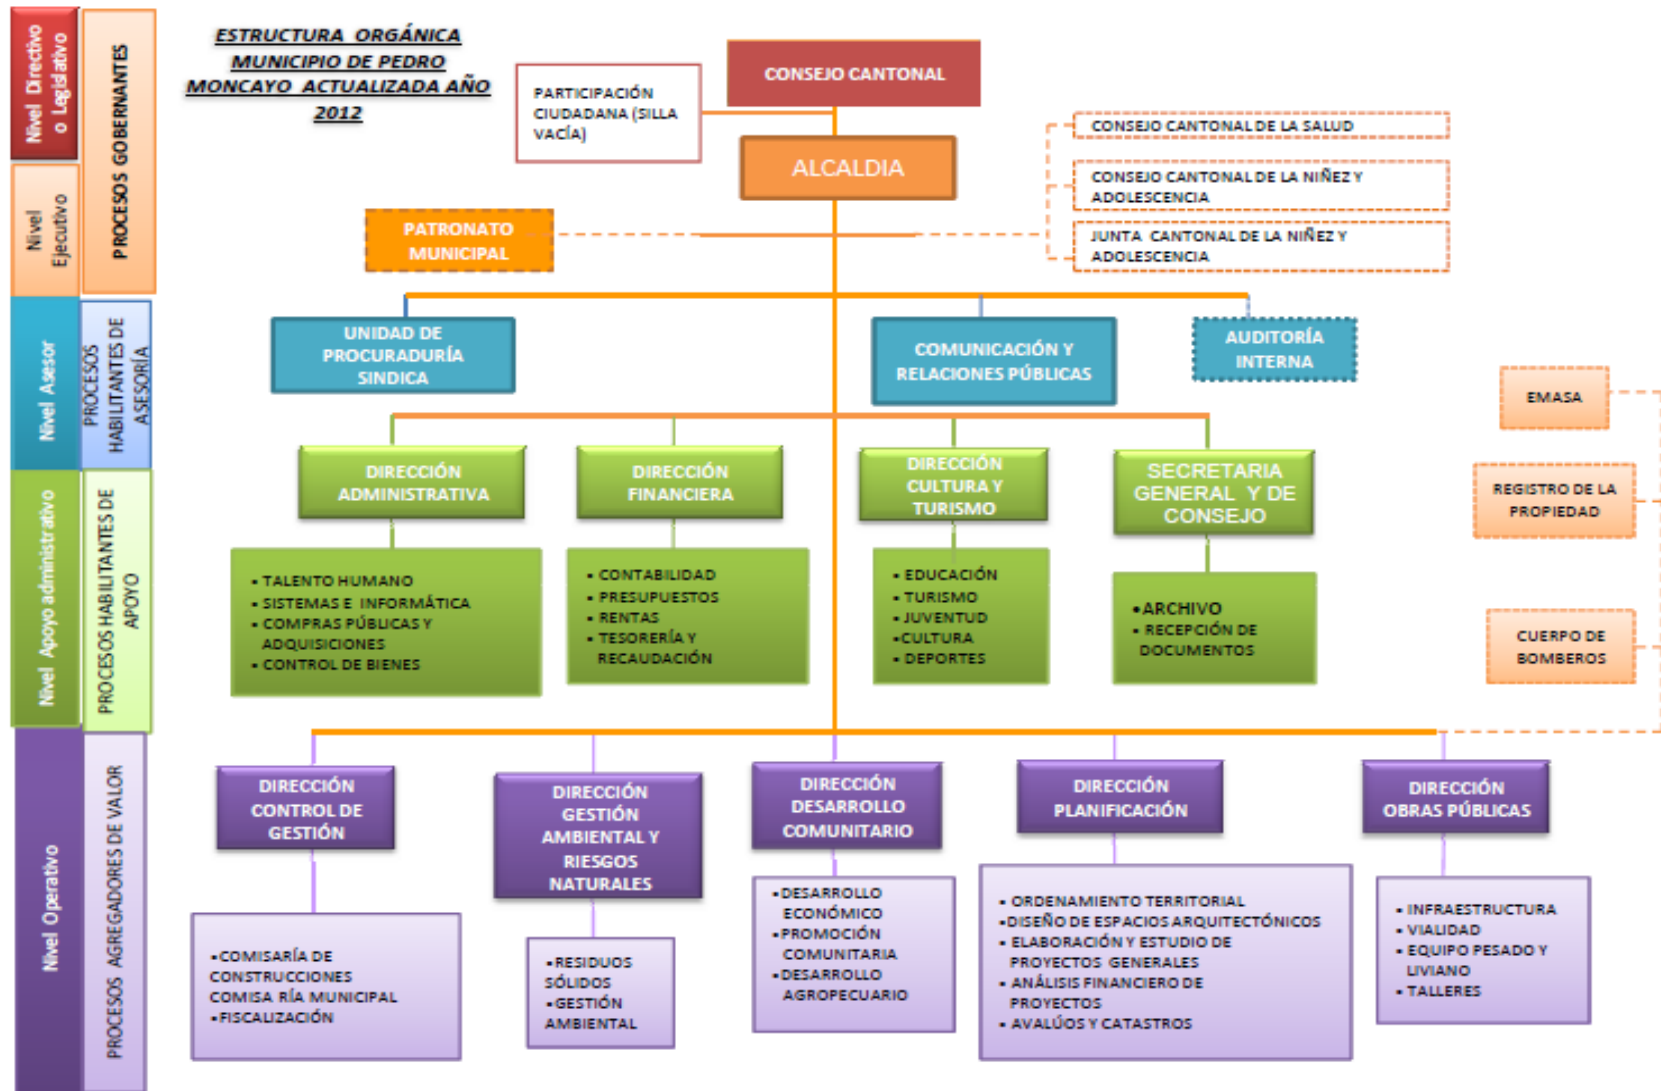 ESTRUCTURA ORGÁNICA
MUNICIPIO DE PEDRO
MONCAYO ACTUALIZADA AÑO
2012
Nivel Directivo
o Legislativo
Nivel
Ejecutivo
PROCESOS GOBERNANTES
CONSEJO CANTONAL
PARTICIPACIÓN
CIUDADANA (SILLA
VACÍA)
ALCALDIA
CONSEJO CANTONAL DE LA SALUD
CONSEJO CANTONAL DE LA NIÑEZ Y
ADOLESCENCIA
JUNTA CANTONAL DE LA NIÑEZ Y
ADOLESCENCIA
PATRONATO
MUNICIPAL
Nivel Asesor
PROCESOS
HABILITANTES DE
ASESORÍA
UNIDAD DE
PROCURADURÍA
SINDICA
COMUNICACIÓN Y
RELACIONES PÚBLICAS
AUDITORÍA
INTERNA
EMASA
REGISTRO DE LA
PROPIEDAD
CUERPO DE
BOMBEROS
Nivel Apoyo administrativo
PROCESOS HABILITANTES DE
APOYO
DIRECCIÓN
ADMINISTRATIVA
▪ TALENTO HUMANO
▪ SISTEMAS E INFORMÁTICA
▪ COMPRAS PÚBLICAS Y
ADQUISICIONES
▪ CONTROL DE BIENES
DIRECCIÓN
FINANCIERA
▪ CONTABILIDAD
▪ PRESUPUESTOS
▪ RENTAS
▪ TESORERÍA Y
RECAUDACIÓN
DIRECCIÓN
CULTURA Y
TURISMO
▪ EDUCACIÓN
▪ TURISMO
▪ JUVENTUD
▪CULTURA
▪ DEPORTES
SECRETARIA
GENERAL Y DE
CONSEJO
▪ARCHIVO
▪ RECEPCIÓN DE
DOCUMENTOS
Nivel Operativo
PROCESOS AGREGADORES DE VALOR
DIRECCIÓN
CONTROL DE
GESTIÓN
▪COMISARÍA DE
CONSTRUCCIONES
COMISA RÍA MUNICIPAL
▪FISCALIZACIÓN
DIRECCIÓN
GESTIÓN
AMBIENTAL Y
RIESGOS
NATURALES
▪RESIDUOS
SÓLIDOS
▪GESTIÓN
AMBIENTAL
DIRECCIÓN
DESARROLLO
COMUNITARIO
▪DESARROLLO
ECONÓMICO
▪PROMOCIÓN
COMUNITARIA
▪DESARROLLO
AGROPECUARIO
DIRECCIÓN
PLANIFICACIÓN
▪ ORDENAMIENTO TERRITORIAL
▪DISEÑO DE ESPACIOS ARQUITECTÓNICOS
▪ ELABORACIÓN Y ESTUDIO DE
PROYECTOS GENERALES
▪ ANÁLISIS FINANCIERO DE
PROYECTOS
▪ AVALÚOS Y CATASTROS
DIRECCIÓN
OBRAS PÚBLICAS
▪ INFRAESTRUCTURA
▪ VIALIDAD
▪ EQUIPO PESADO Y
LIVIANO
▪ TALLERES